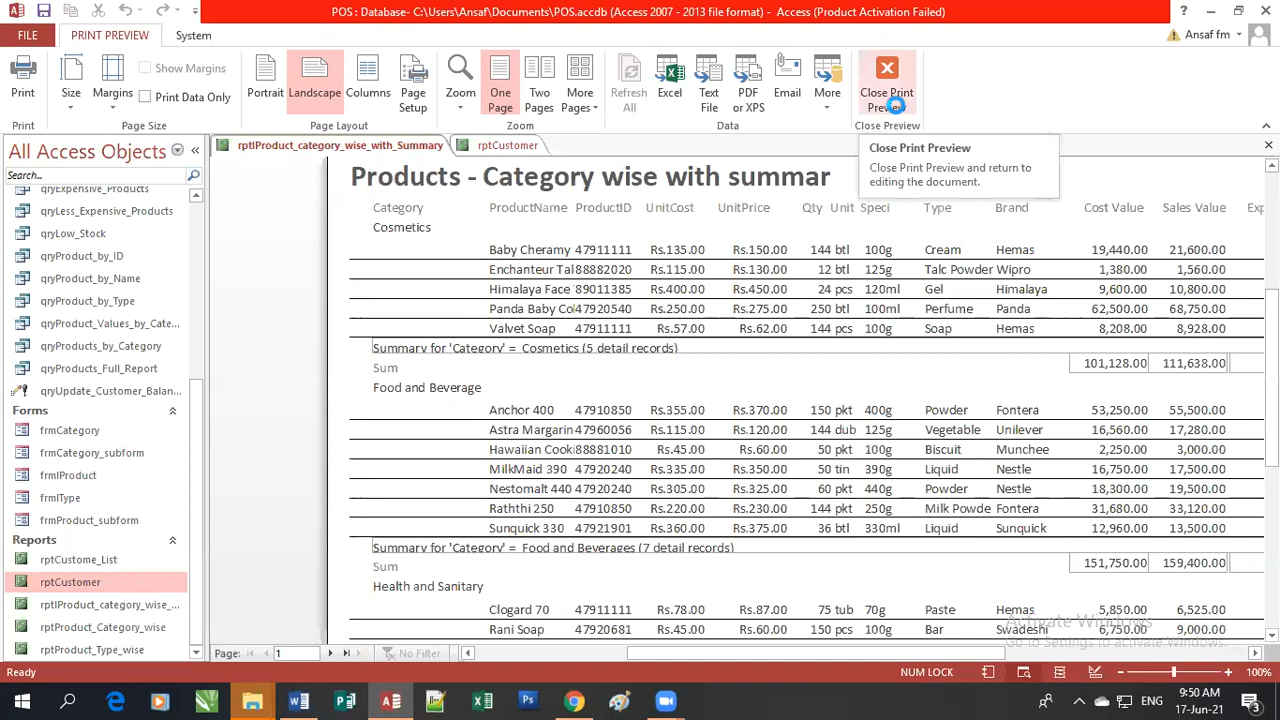 POS : Database- C:\Users\Ansaf\Documents\POS.accdb (Access 2007 - 2013 file format) - Access (Product Activation Failed)
FILE PRINT PREVIEW System Ansaf fm
Print Size Margins Show Margins Print Data Only Portrait Landscape Columns Page Setup Zoom One Page Two Pages More Pages Refresh All Excel Text File PDF or XPS Email More Close Print Preview
Print Page Size Page Layout Zoom Data Close Preview
Close Print Preview
Close Print Preview and return to
editing the document.
All Access Objects
Search...
qryExpensive_Products
qryLess_Expensive_Products
qryLow_Stock
qryProduct_by_ID
qryProduct_by_Name
qryProduct_by_Type
qryProduct_Values_by_Cate...
qryProducts_by_Category
qryProducts_Full_Report
qryUpdate_Customer_Balan...
Forms
frmCategory
frmCategory_subform
frmIProduct
frmIType
frmProduct_subform
Reports
rptCustome_List
rptCustomer
rptIProduct_category_wise_...
rptProduct_Category_wise
rptProduct_Type_wise
rptIProduct_category_wise_with_Summary rptCustomer
Products - Category wise with summar
Category ProductName ProductID UnitCost UnitPrice Qty Unit Speci Type Brand Cost Value Sales Value Exp
Cosmetics
Baby Cheramy 47911111 Rs.135.00 Rs.150.00 144 btl 100g Cream Hemas 19,440.00 21,600.00
Enchanteur Tal 88882020 Rs.115.00 Rs.130.00 12 btl 125g Talc Powder Wipro 1,380.00 1,560.00
Himalaya Face 89011385 Rs.400.00 Rs.450.00 24 pcs 120ml Gel Himalaya 9,600.00 10,800.00
Panda Baby Col 47920540 Rs.250.00 Rs.275.00 250 btl 100ml Perfume Panda 62,500.00 68,750.00
Valvet Soap 47911111 Rs.57.00 Rs.62.00 144 pcs 100g Soap Hemas 8,208.00 8,928.00
Summary for 'Category' = Cosmetics (5 detail records)
Sum 101,128.00 111,638.00
Food and Beverage
Anchor 400 47910850 Rs.355.00 Rs.370.00 150 pkt 400g Powder Fontera 53,250.00 55,500.00
Astra Margarin 47960056 Rs.115.00 Rs.120.00 144 dub 125g Vegetable Unilever 16,560.00 17,280.00
Hawaiian Cooki 88881010 Rs.45.00 Rs.60.00 50 pkt 100g Biscuit Munchee 2,250.00 3,000.00
MilkMaid 390 47920240 Rs.335.00 Rs.350.00 50 tin 390g Liquid Nestle 16,750.00 17,500.00
Nestomalt 440 47920240 Rs.305.00 Rs.325.00 60 pkt 440g Powder Nestle 18,300.00 19,500.00
Raththi 250 47910850 Rs.220.00 Rs.230.00 144 pkt 250g Milk Powde Fontera 31,680.00 33,120.00
Sunquick 330 47921901 Rs.360.00 Rs.375.00 36 btl 330ml Liquid Sunquick 12,960.00 13,500.00
Summary for 'Category' = Food and Beverages (7 detail records)
Sum 151,750.00 159,400.00
Health and Sanitary
Clogard 70 47911111 Rs.78.00 Rs.87.00 75 tub 70g Paste Hemas 5,850.00 6,525.00
Rani Soap 47920681 Rs.45.00 Rs.60.00 150 pcs 100g Bar Swadeshi 6,750.00 9,000.00
Activate Windows
Go to Settings to activate Windows.
Page: 1 No Filter
Ready NUM LOCK 100%
ENG 9:50 AM
17-Jun-21 3